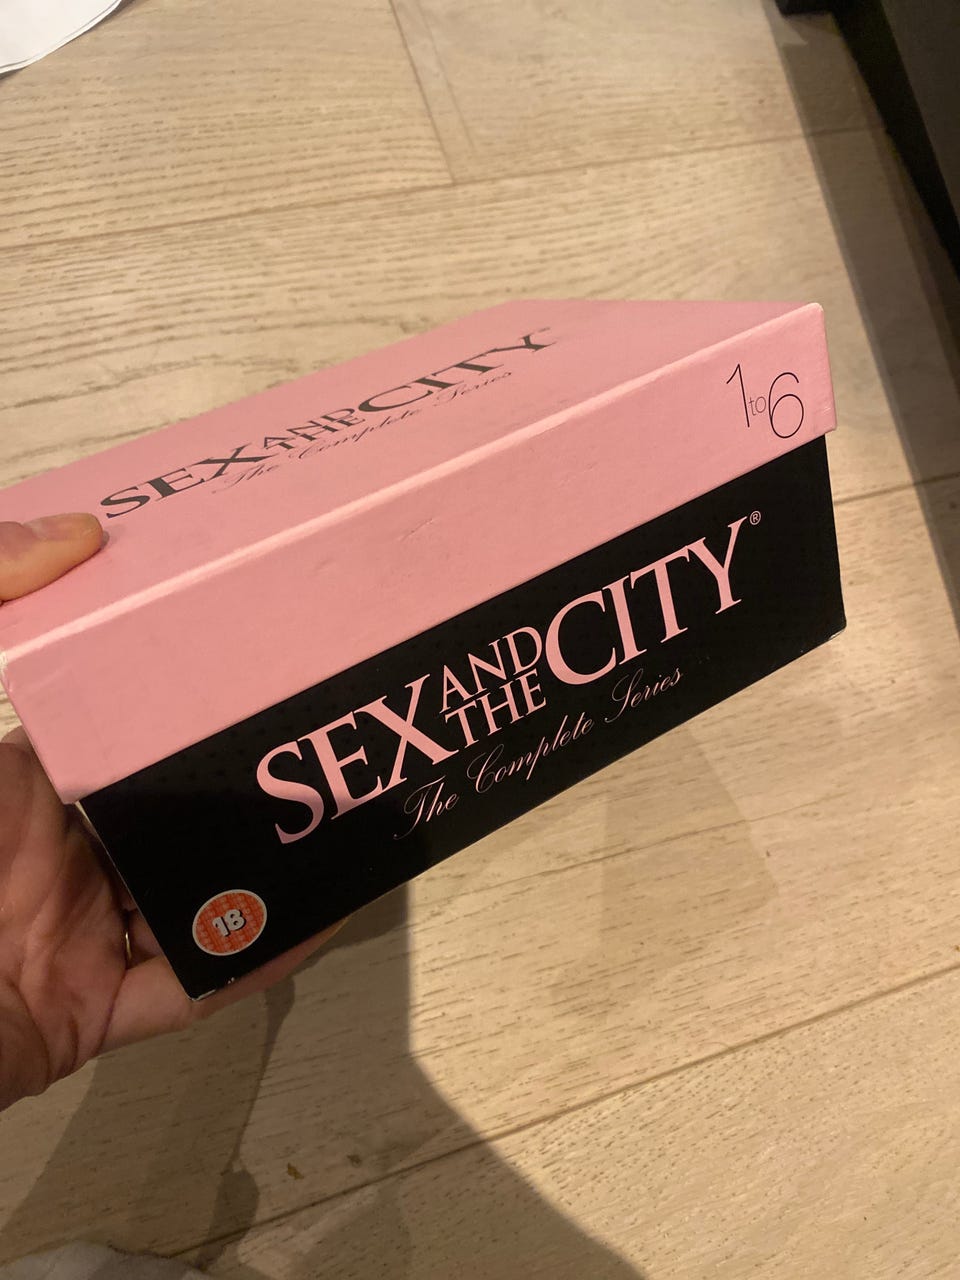 SEX AND THE CITY
The Complete Series
1 to 6
SEX AND THE CITY®
The Complete Series
18